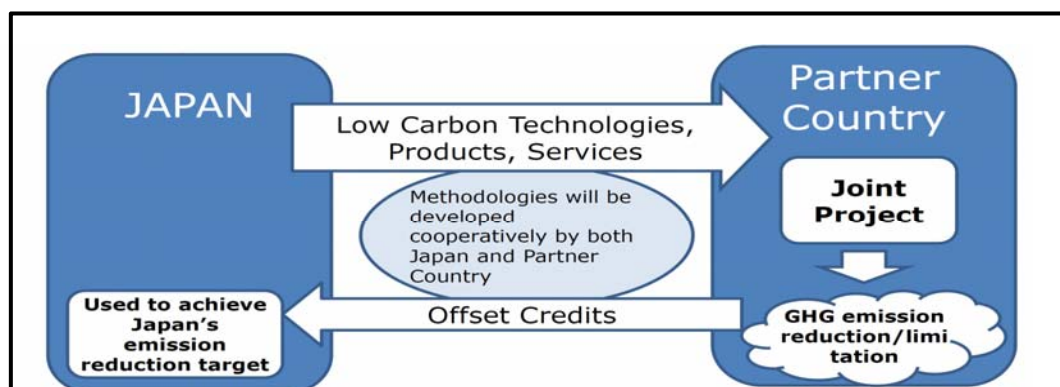 JAPAN
Partner
Country
Low Carbon Technologies,
Products, Services
Joint
Project
Methodologies will be
developed
cooperatively by both
Japan and Partner
Country
Used to achieve
Japan's
emission
reduction target
Offset Credits
GHG emission
reduction/limi
tation